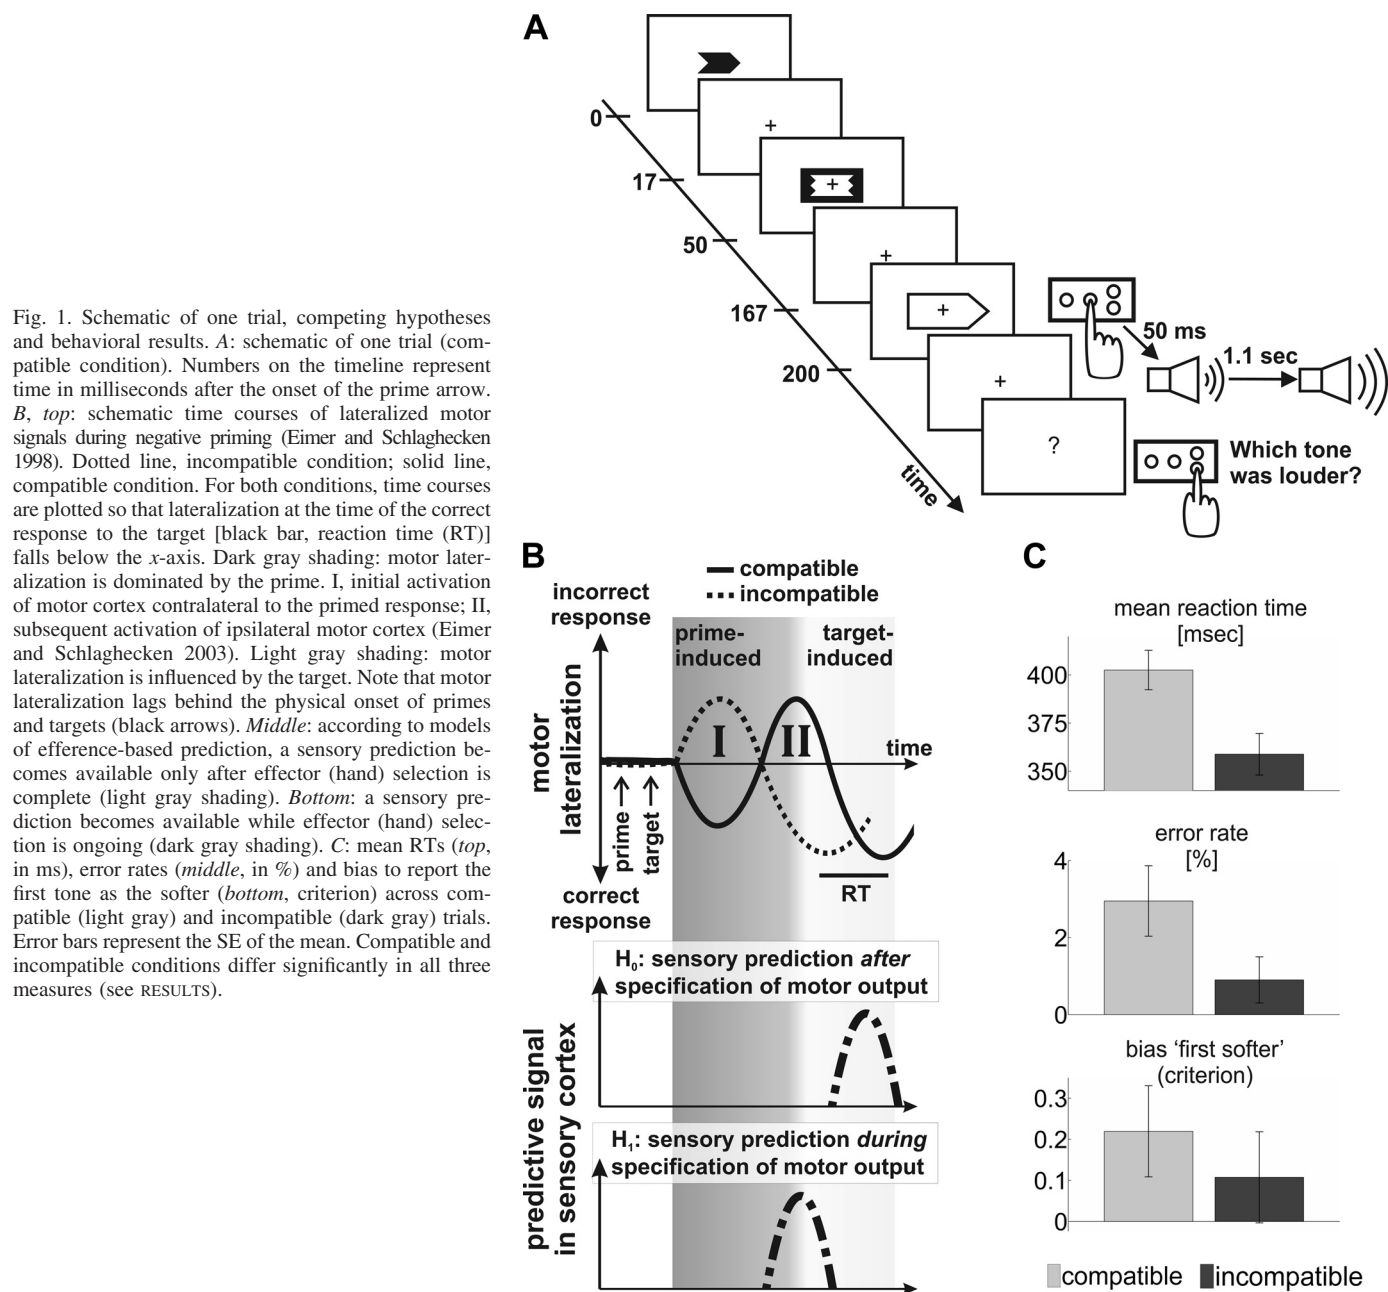 Fig. 1. Schematic of one trial, competing hypotheses
and behavioral results. A: schematic of one trial (com-
patible condition). Numbers on the timeline represent
time in milliseconds after the onset of the prime arrow.
B, top: schematic time courses of lateralized motor
signals during negative priming (Eimer and Schlaghecken
1998). Dotted line, incompatible condition; solid line,
compatible condition. For both conditions, time courses
are plotted so that lateralization at the time of the correct
response to the target [black bar, reaction time (RT)]
falls below the x-axis. Dark gray shading: motor later-
alization is dominated by the prime. I, initial activation
of motor cortex contralateral to the primed response; II,
subsequent activation of ipsilateral motor cortex (Eimer
and Schlaghecken 2003). Light gray shading: motor
lateralization is influenced by the target. Note that motor
lateralization lags behind the physical onset of primes
and targets (black arrows). Middle: according to models
of efference-based prediction, a sensory prediction be-
comes available only after effector (hand) selection is
complete (light gray shading). Bottom: a sensory pre-
diction becomes available while effector (hand) selec-
tion is ongoing (dark gray shading). C: mean RTs (top,
in ms), error rates (middle, in %) and bias to report the
first tone as the softer (bottom, criterion) across com-
patible (light gray) and incompatible (dark gray) trials.
Error bars represent the SE of the mean. Compatible and
incompatible conditions differ significantly in all three
measures (see RESULTS).
A
0
+
17
+
50
+
167
+
200
+
?
time
50 ms
1.1 sec
Which tone
was louder?
B
compatible
incompatible
incorrect
response
motor
lateralization
prime-
induced
target-
induced
I
II
time
prime
target
RT
correct
response
predictive signal
in sensory cortex
H0: sensory prediction after
specification of motor output
H1: sensory prediction during
specification of motor output
C
mean reaction time
[msec]
400
375
350
error rate
[%]
4
2
0
bias ‘first softer’
(criterion)
0.3
0.2
0.1
0
compatible
incompatible